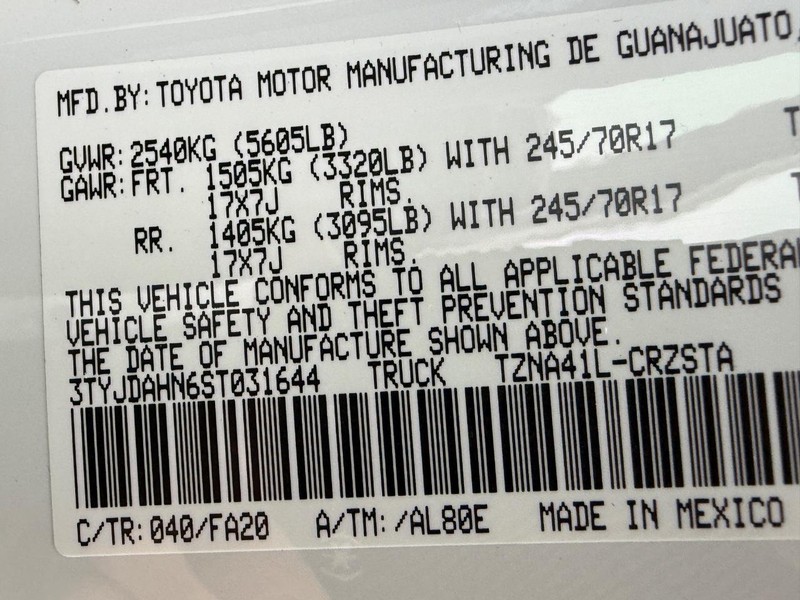 MFD.BY: TOYOTA MOTOR MANUFACTURING DE GUANAJUATO,
GVWR: 2540KG (5605LB)
GAWR: FRT. 1505KG (3320LB) WITH 245/70R17 T
17X7J RIMS.
RR. 1405KG (3095LB) WITH 245/70R17 T
17X7J RIMS.
THIS VEHICLE CONFORMS TO ALL APPLICABLE FEDERA
VEHICLE SAFETY AND THEFT PREVENTION STANDARDS
THE DATE OF MANUFACTURE SHOWN ABOVE.
3TYJDAHN6ST031644 TRUCK TZNA41L-CRZSTA
C/TR: 040/FA20 A/TM: /AL80E MADE IN MEXICO